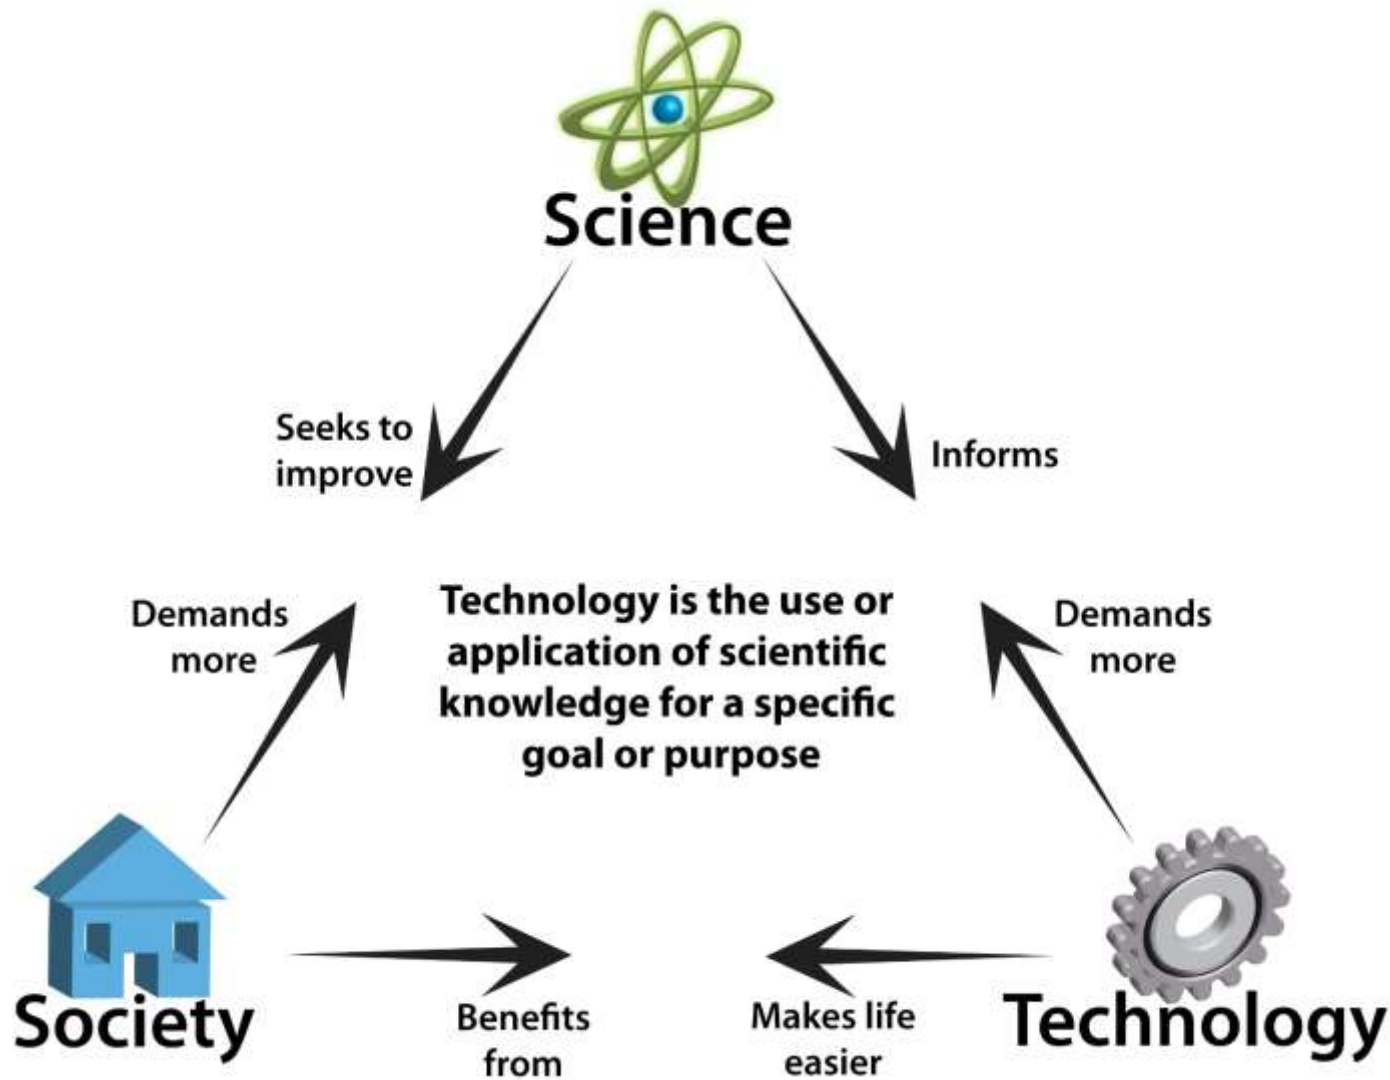 Science
Seeks to
improve
Informs
Demands
more
Technology is the use or
application of scientific
knowledge for a specific
goal or purpose
Demands
more
Society
Benefits
from
Makes life
easier
Technology